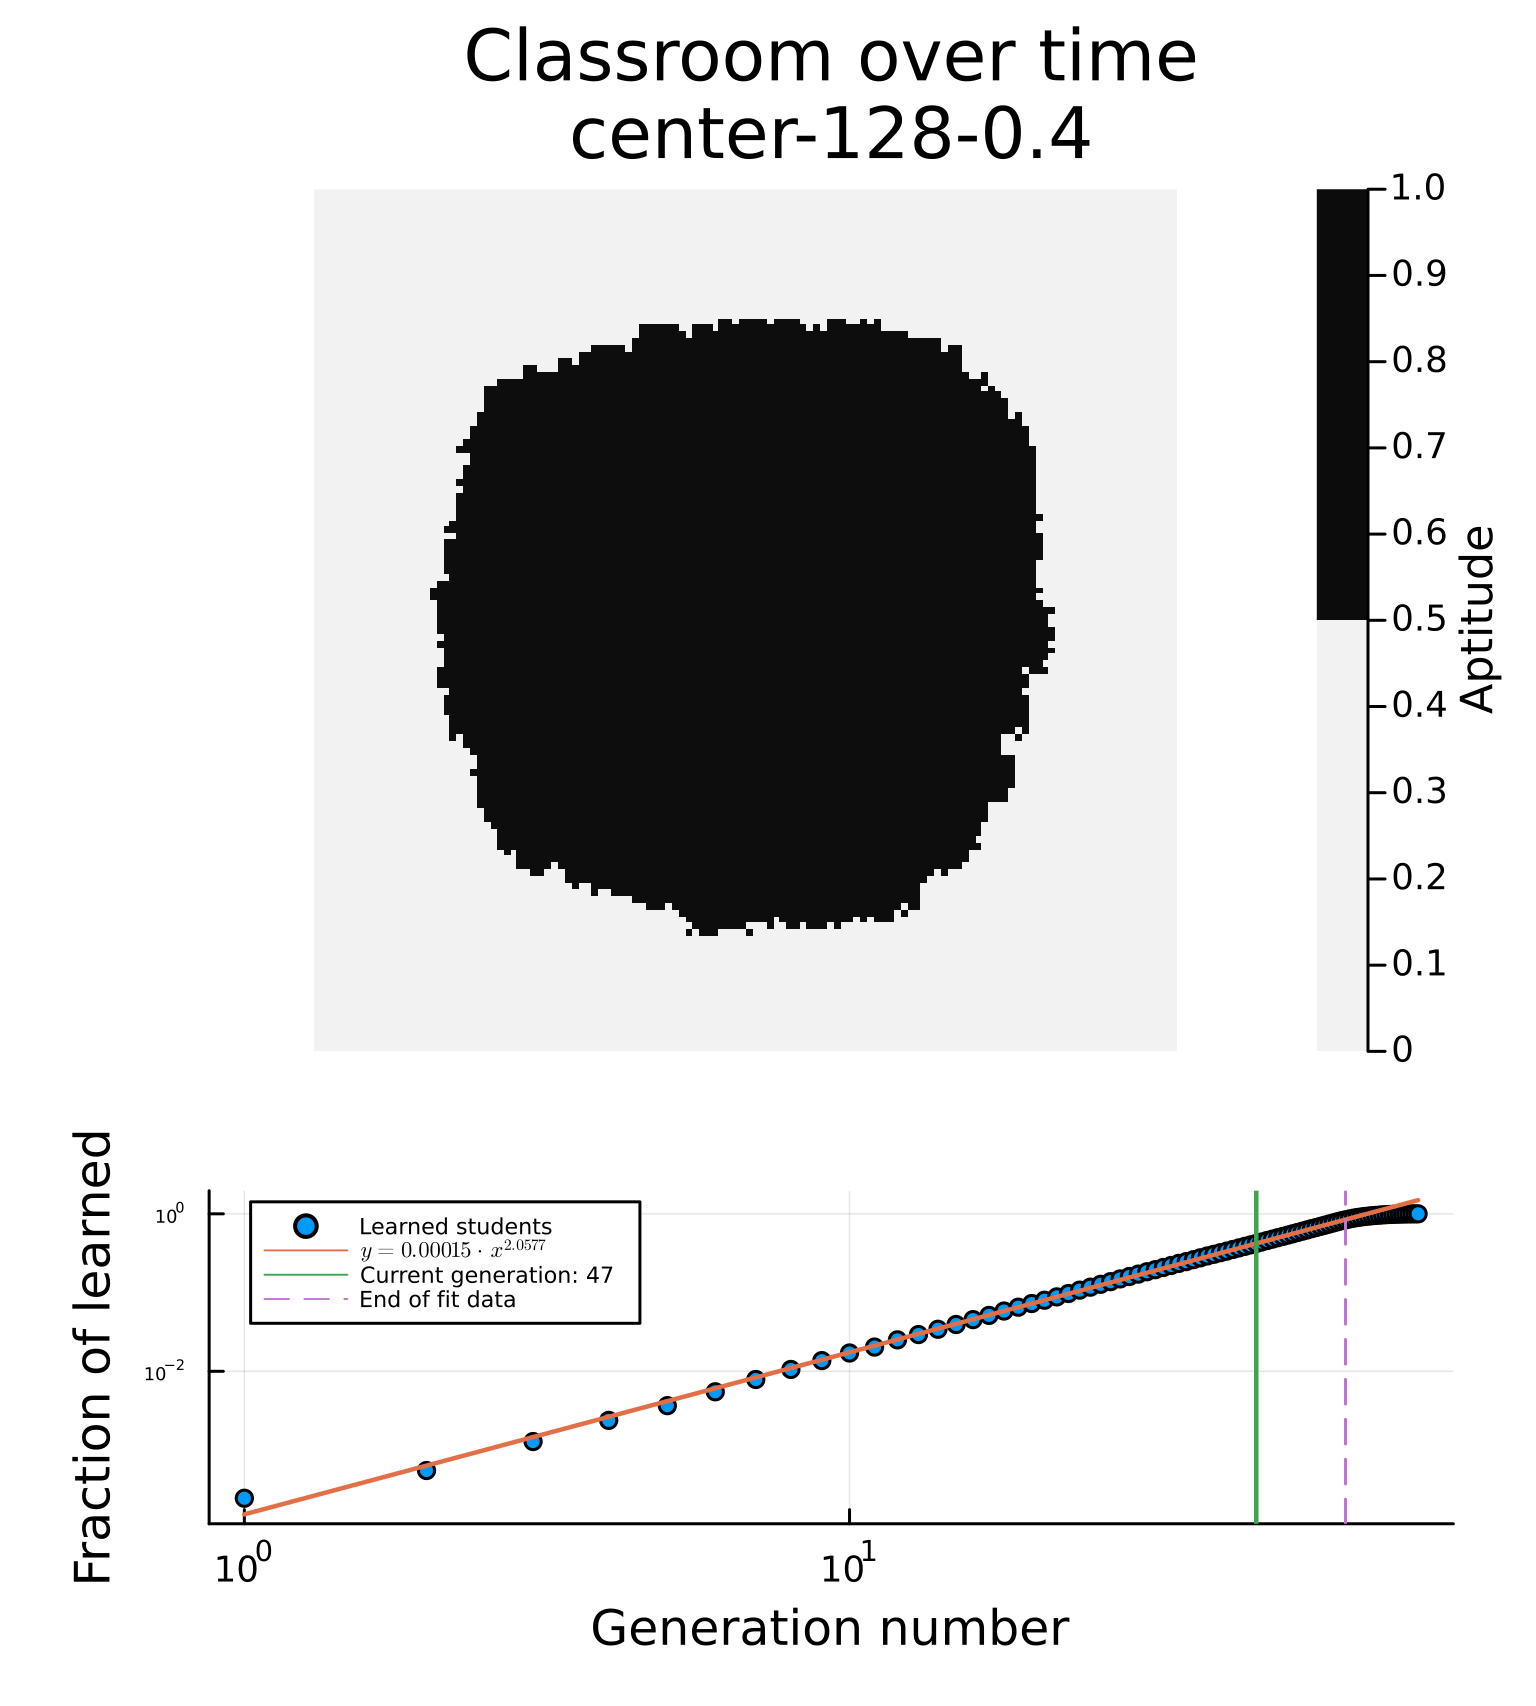 Classroom over time
center-128-0.4
1.0
0.9
0.8
0.7
0.6
0.5
0.4
0.3
0.2
0.1
0
Aptitude
Fraction of learned
10⁰
10⁻²
Learned students
y = 0.00015 · x^{2.0577}
Current generation: 47
End of fit data
10⁰
10¹
Generation number